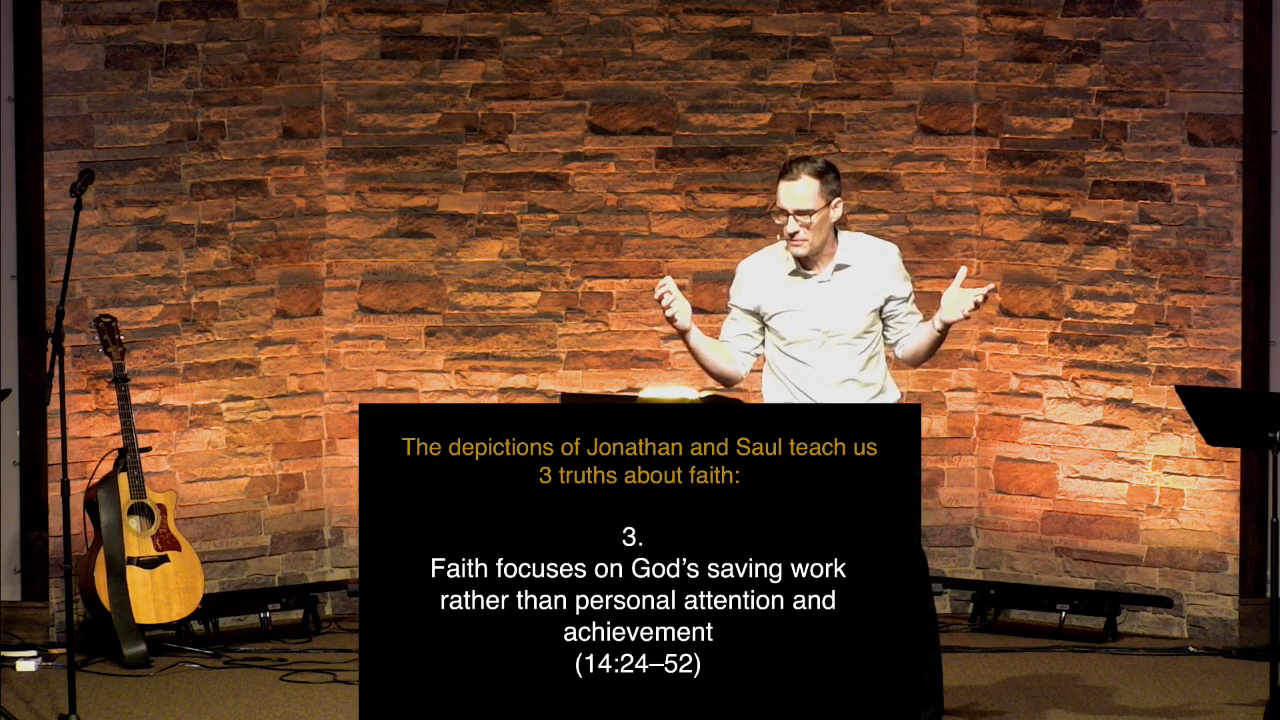 The depictions of Jonathan and Saul teach us
3 truths about faith:
3.
Faith focuses on God's saving work
rather than personal attention and
achievement
(14:24–52)